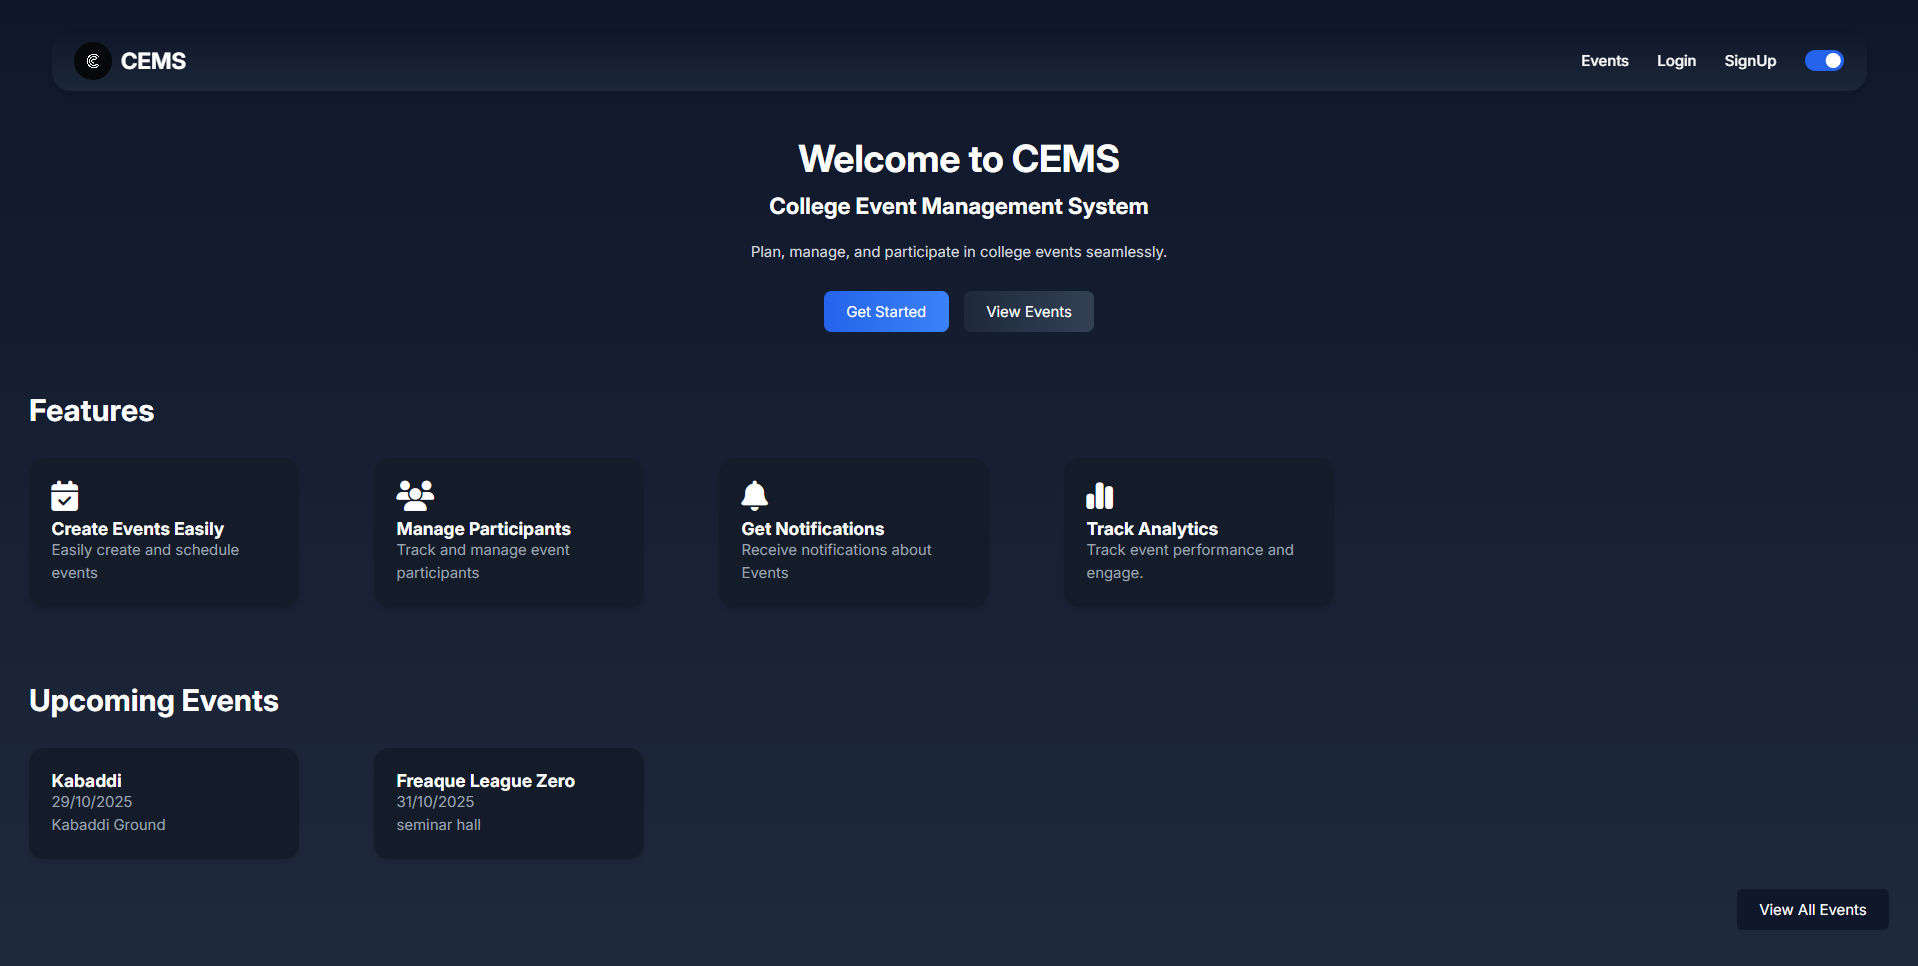 CEMS
Events
Login
SignUp
Welcome to CEMS
College Event Management System
Plan, manage, and participate in college events seamlessly.
Get Started
View Events
Features
Create Events Easily
Easily create and schedule
events
Manage Participants
Track and manage event
participants
Get Notifications
Receive notifications about
Events
Track Analytics
Track event performance and
engage.
Upcoming Events
Kabaddi
29/10/2025
Kabaddi Ground
Freaque League Zero
31/10/2025
seminar hall
View All Events